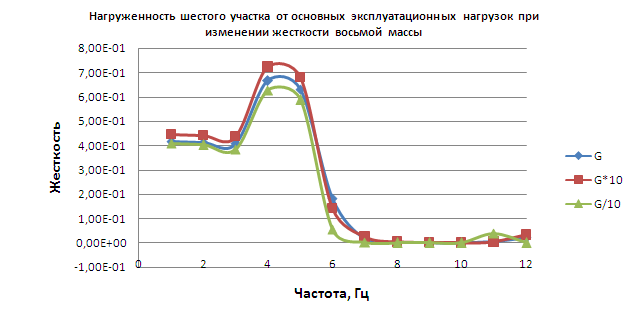 Нагруженность шестого участка от основных эксплуатационных нагрузок при
изменении жесткости восьмой массы
8,00E-01
7,00E-01
6,00E-01
5,00E-01
4,00E-01
3,00E-01
2,00E-01
1,00E-01
0,00E+00
-1,00E-01
Жесткость
0 2 4 6 8 10 12
Частота, Гц
G
G*10
G/10